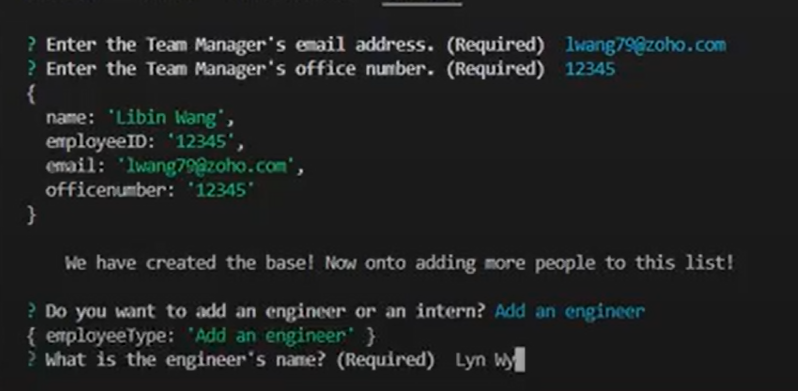 ? Enter the Team Manager's email address. (Required) lwang79@zoho.com
? Enter the Team Manager's office number. (Required) 12345
{
name: 'Libin Wang',
employeeID: '12345',
email: 'lwang79@zoho.com',
officenumber: '12345'
}
We have created the base! Now onto adding more people to this list!
? Do you want to add an engineer or an intern? Add an engineer
{ employeeType: 'Add an engineer' }
? What is the engineer's name? (Required) Lyn Wy